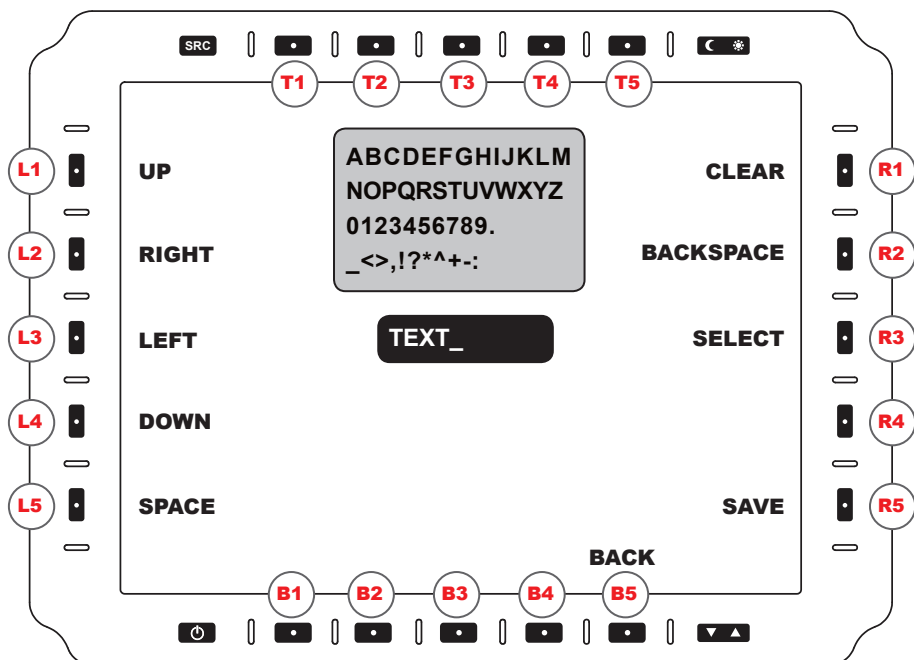 SRC
T1 T2 T3 T4 T5
L1 UP ABCDEFGHIJKLM CLEAR R1
NOPQRSTUVWXYZ
0123456789.
L2 RIGHT _<>,!?*^+-: BACKSPACE R2
L3 LEFT TEXT_ SELECT R3
L4 DOWN R4
L5 SPACE SAVE R5
BACK
B1 B2 B3 B4 B5